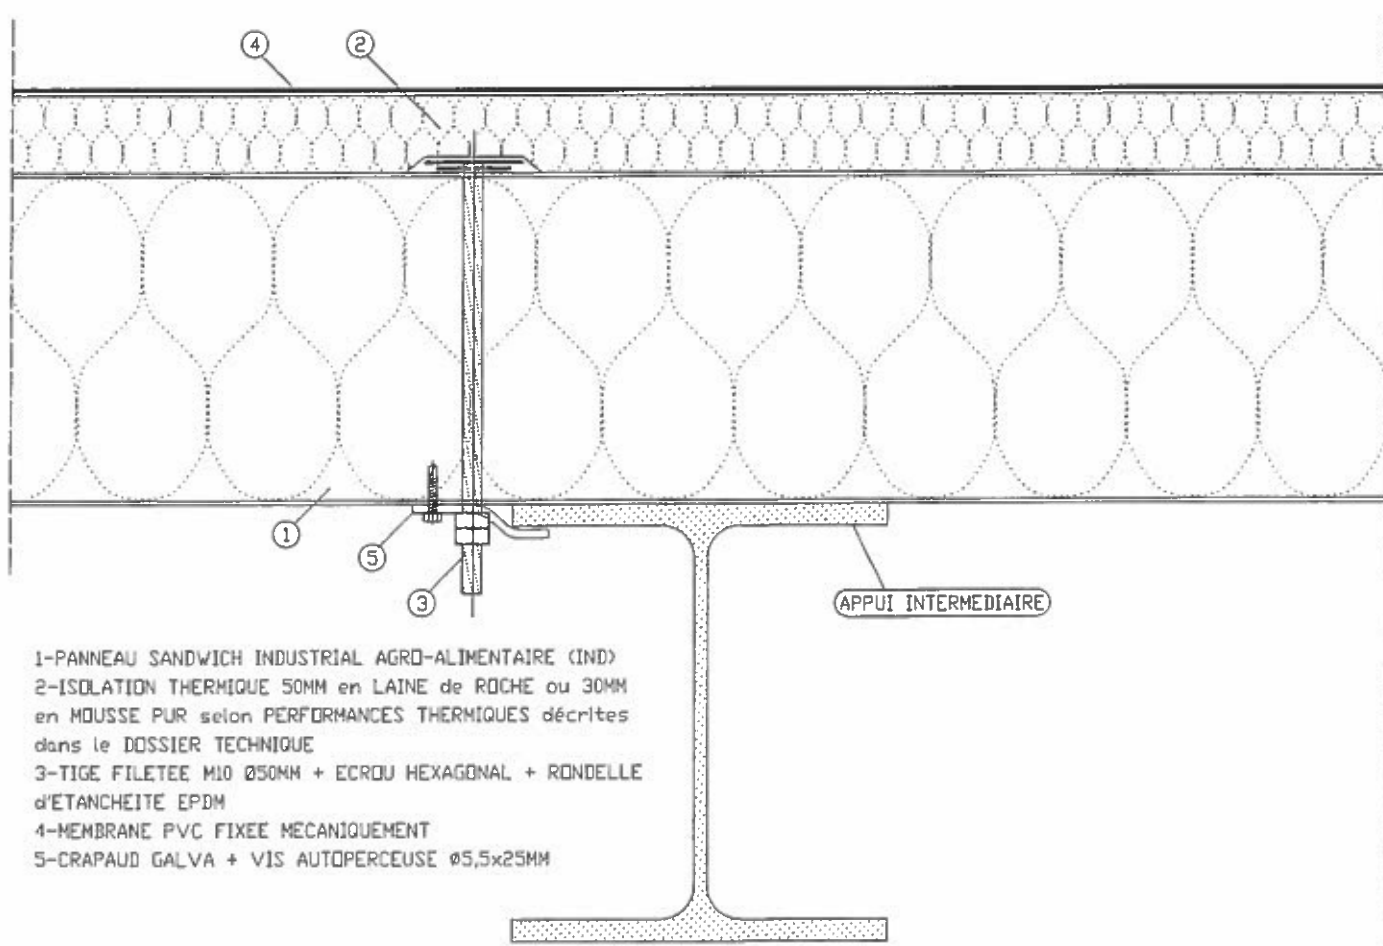 4 2
1
5
3
APPUI INTERMEDIAIRE
1-PANNEAU SANDWICH INDUSTRIAL AGRO-ALIMENTAIRE (IND)
2-ISOLATION THERMIQUE 50MM en LAINE de ROCHE ou 30MM
en MOUSSE PUR selon PERFORMANCES THERMIQUES décrites
dans le DOSSIER TECHNIQUE
3-TIGE FILETEE M10 Ø50MM + ECROU HEXAGONAL + RONDELLE
d'ETANCHEITE EPDM
4-MEMBRANE PVC FIXEE MECANIQUEMENT
5-CRAPAUD GALVA + VIS AUTOPERCEUSE Ø5,5x25MM